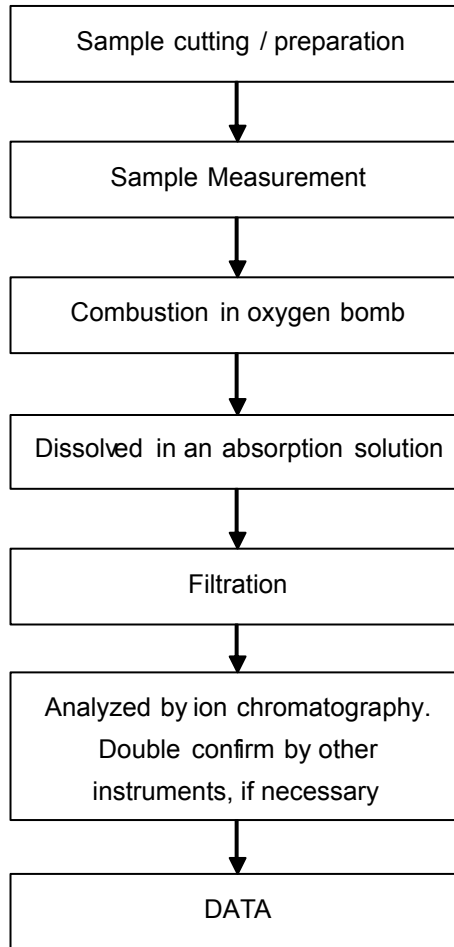 Sample cutting / preparation
Sample Measurement
Combustion in oxygen bomb
Dissolved in an absorption solution
Filtration
Analyzed by ion chromatography.
Double confirm by other
instruments, if necessary
DATA